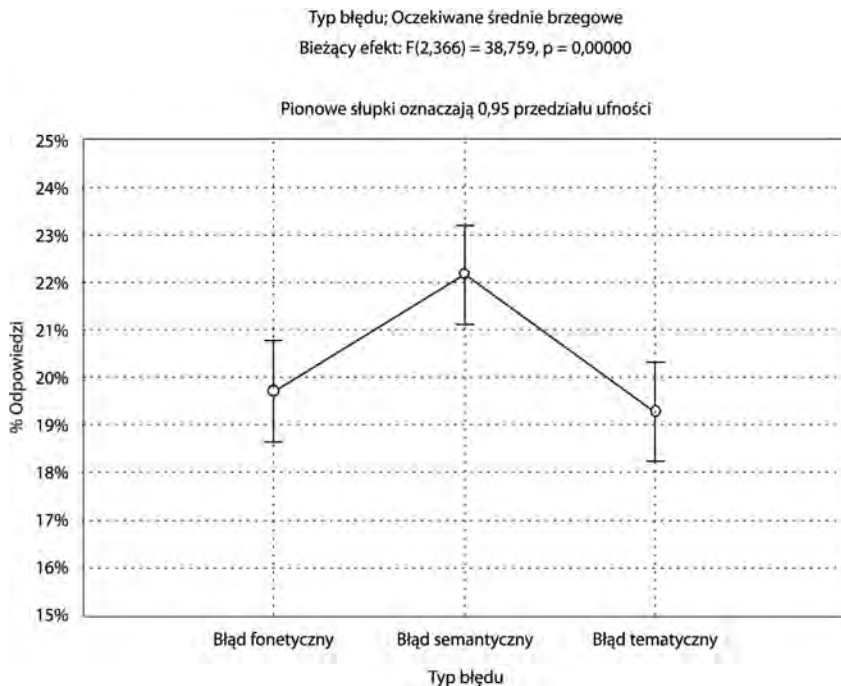 Typ błędu; Oczekiwane średnie brzegowe
Bieżący efekt: F(2,366) = 38,759, p = 0,00000
Pionowe słupki oznaczają 0,95 przedziału ufności
25%
24%
23%
22%
21%
20%
19%
18%
17%
16%
15%
% Odpowiedzi
Błąd fonetyczny Błąd semantyczny Błąd tematyczny
Typ błędu